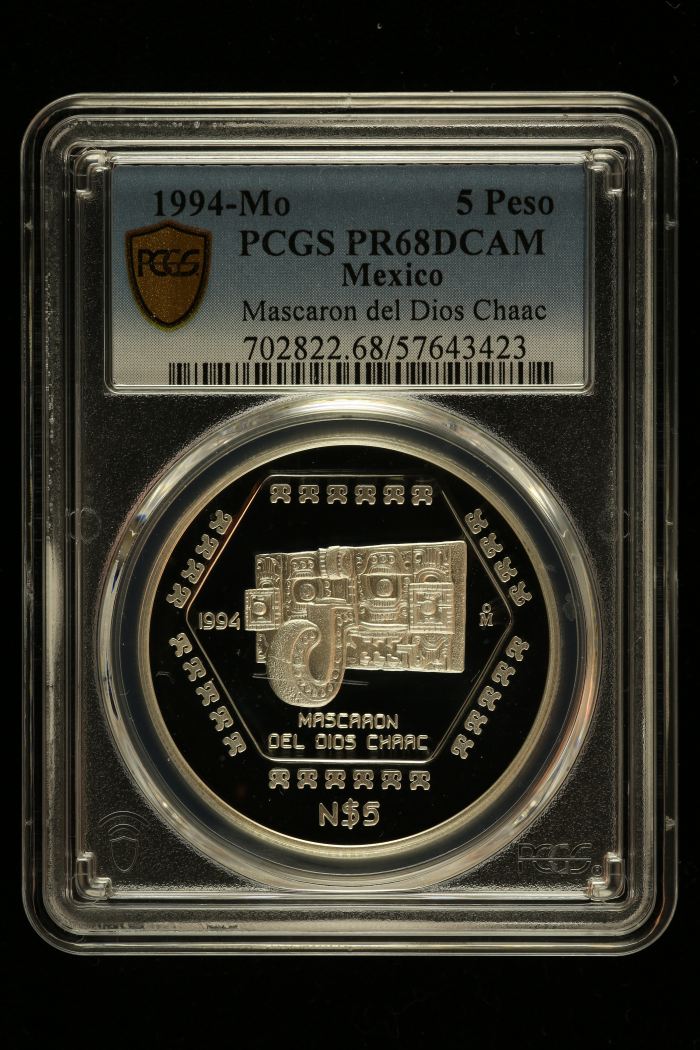 1994-Mo 5 Peso
PCGS PR68DCAM
Mexico
Mascaron del Dios Chaac
702822.68/57643423
PCGS
1994
Mo
MASCARON
DEL DIOS CHAAC
N$5
PCGS